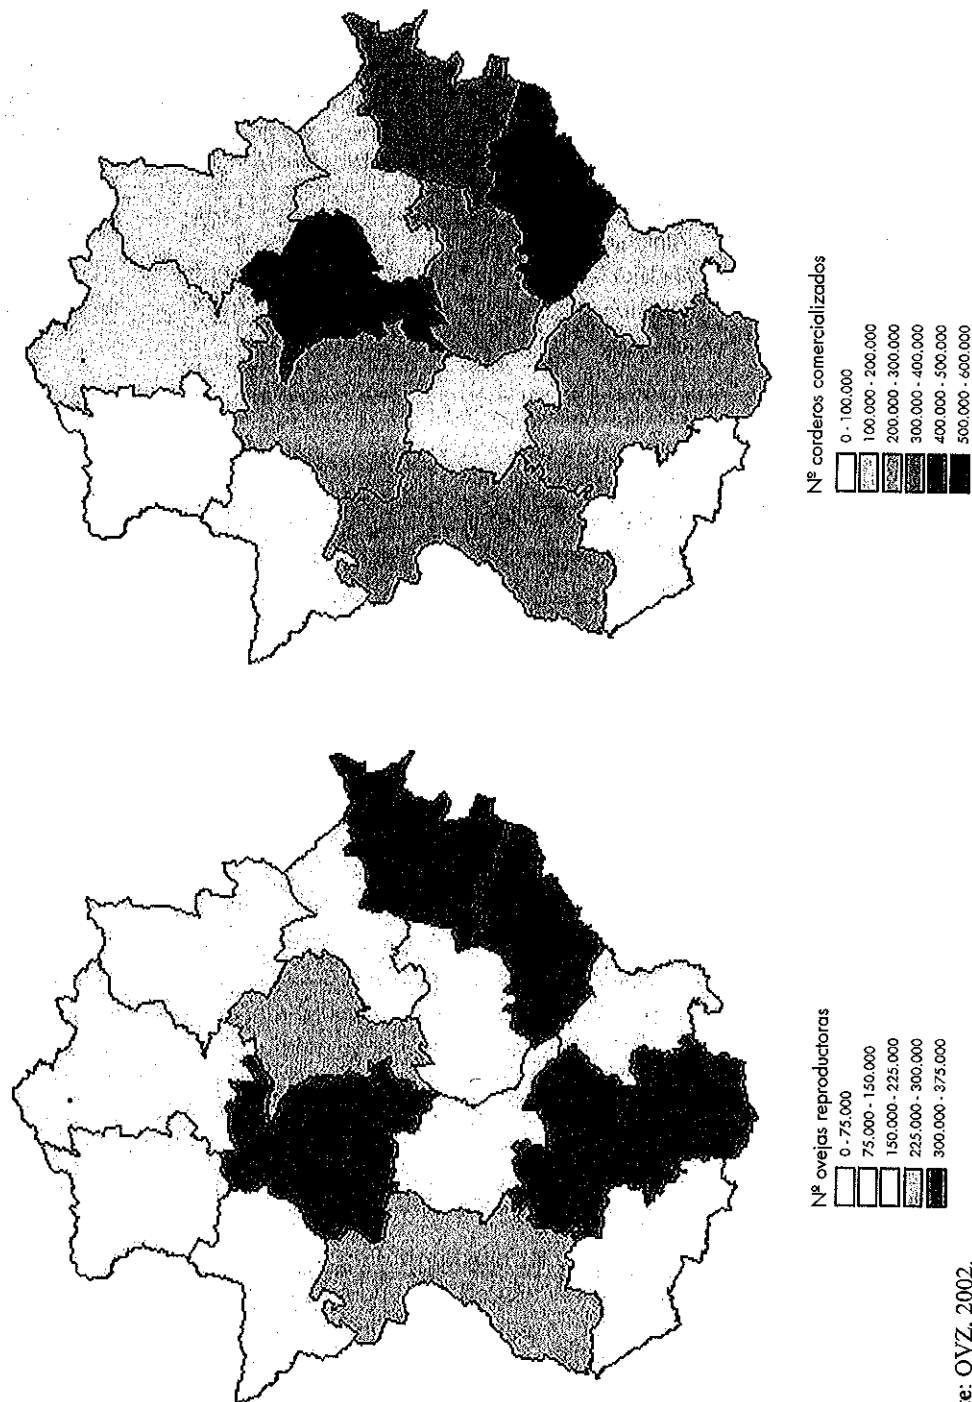 Nº ovejas reproductoras
0 - 75.000
75.000 - 150.000
150.000 - 225.000
225.000 - 300.000
300.000 - 375.000
Nº corderos comercializados
0 - 100.000
100.000 - 200.000
200.000 - 300.000
300.000 - 400.000
400.000 - 500.000
500.000 - 600.000
te: OVZ, 2002.